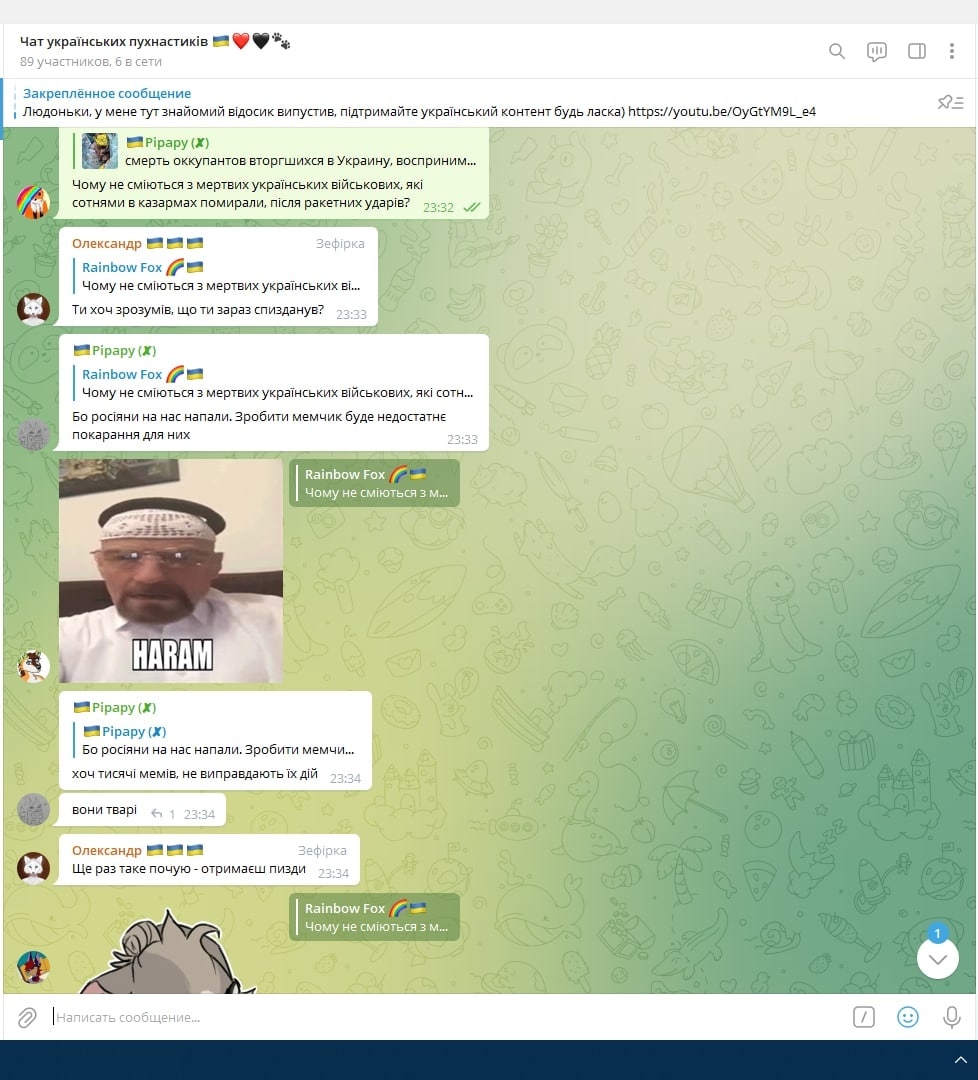 Чат українських пухнастиків 🇺🇦❤️🖤🐾
89 участников, 6 в сети
Закреплённое сообщение
Людоньки, у мене тут знайомий відосик випустив, підтримайте український контент будь ласка) https://youtu.be/OyGtYM9L_e4
🇺🇦Pipapy (✘)
смерть оккупантов вторгшихся в Украину, восприним...
Чому не сміються з мертвих українських військових, які
сотнями в казармах помирали, після ракетних ударів? 23:32
Олександр 🇺🇦🇺🇦🇺🇦 Зефірка
Rainbow Fox 🌈🇺🇦
Чому не сміються з мертвих українських ві...
Ти хоч зрозумів, що ти зараз спизданув? 23:33
🇺🇦Pipapy (✘)
Rainbow Fox 🌈🇺🇦
Чому не сміються з мертвих українських військових, які сотн...
Бо росіяни на нас напали. Зробити мемчик буде недостатнє
покарання для них
23:33
Rainbow Fox 🌈🇺🇦
Чому не сміються з м...
HARAM
🇺🇦Pipapy (✘)
🇺🇦Pipapy (✘)
Бо росіяни на нас напали. Зробити мемчи...
хоч тисячі мемів, не виправдають їх дій 23:34
вони тварі 1 23:34
Олександр 🇺🇦🇺🇦🇺🇦 Зефірка
Ще раз таке почую - отримаєш пизди 23:34
Rainbow Fox 🌈🇺🇦
Чому не сміються з м...
1
Написать сообщение...